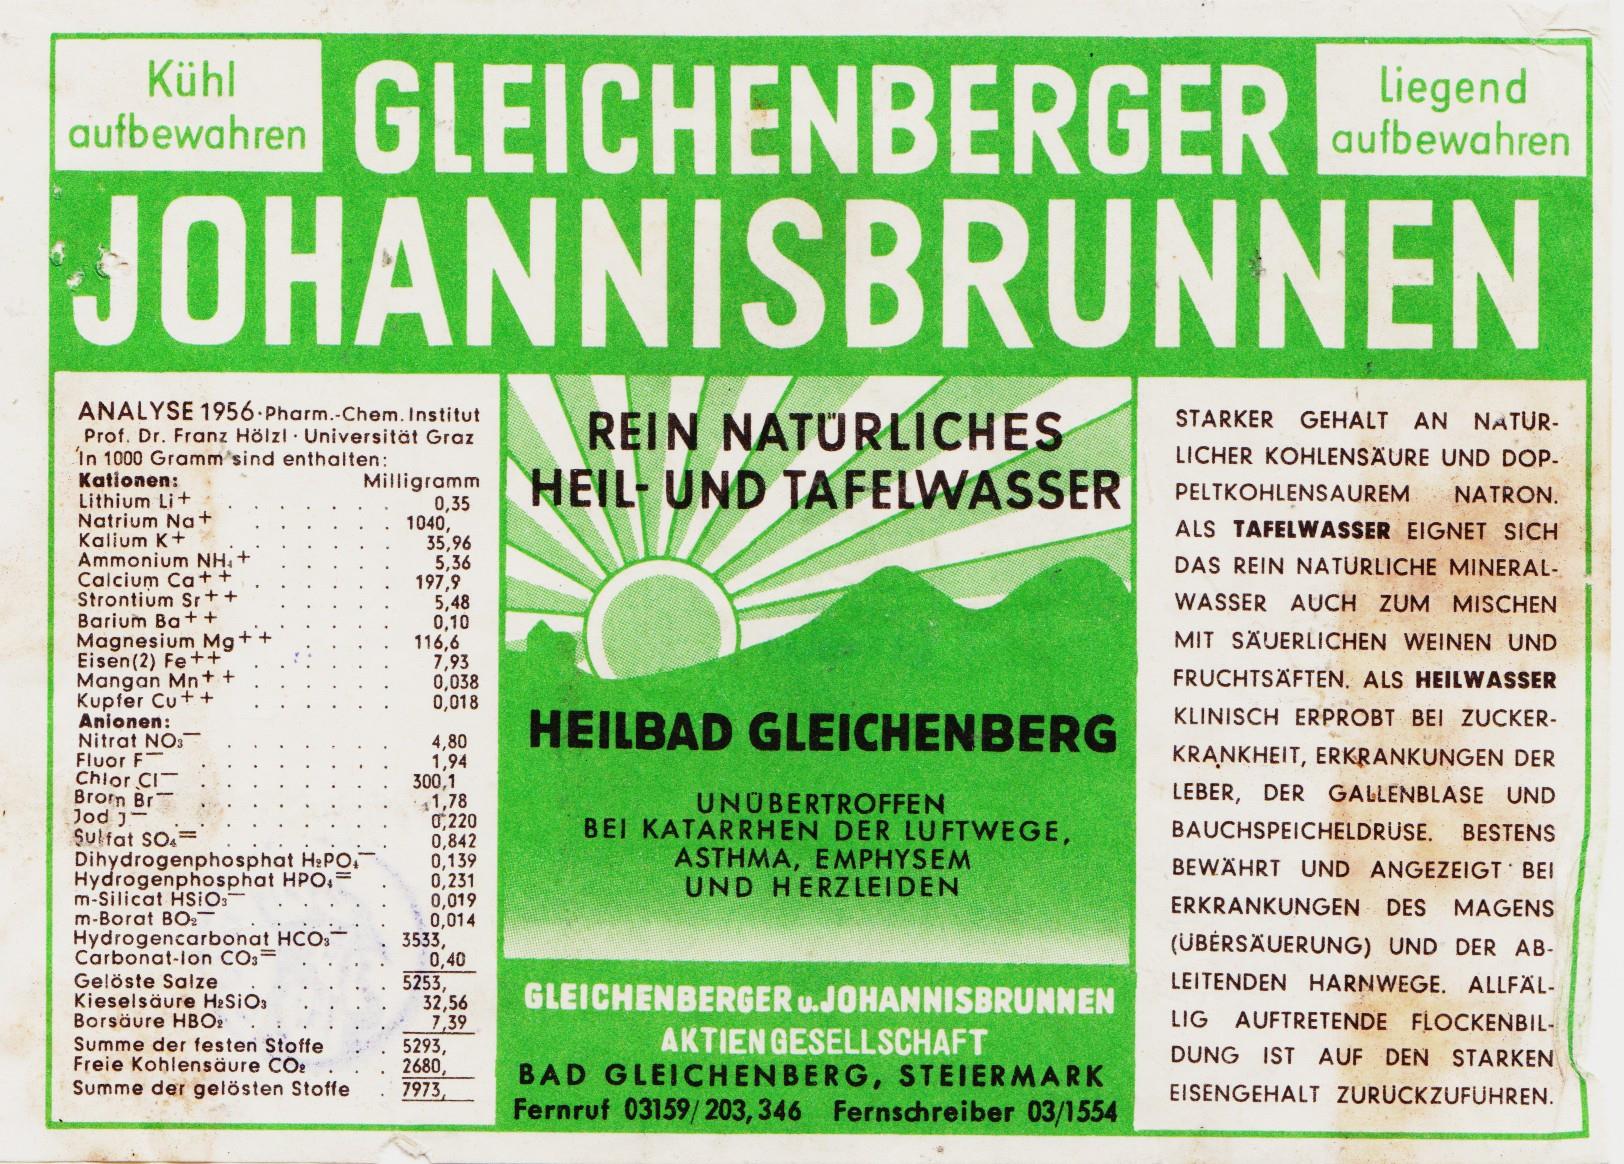 Kühl
aufbewahren
GLEICHENBERGER
Liegend
aufbewahren
JOHANNISBRUNNEN
ANALYSE 1956·Pharm.-Chem. Institut
Prof. Dr. Franz Hölzl · Universität Graz
In 1000 Gramm sind enthalten:
Kationen: Milligramm
Lithium Li+ . . . . . . . 0,35
Natrium Na+ . . . . . . 1040,
Kalium K+ . . . . . . . 35,96
Ammonium NH₄+ . . . . . 5,36
Calcium Ca++ . . . . . . 197,9
Strontium Sr++ . . . . . 5,48
Barium Ba++ . . . . . . 0,10
Magnesium Mg++ . . . . 116,6
Eisen(2) Fe++ . . . . . . 7,93
Mangan Mn++ . . . . . . 0,038
Kupfer Cu++ . . . . . . 0,018
Anionen:
Nitrat NO₃— . . . . . . . 4,80
Fluor F— . . . . . . . . 1,94
Chlor Cl— . . . . . . . 300,1
Brom Br— . . . . . . . . 1,78
Jod J— . . . . . . . . 0,220
Sulfat SO₄= . . . . . . . 0,842
Dihydrogenphosphat H₂PO₄— . 0,139
Hydrogenphosphat HPO₄= . 0,231
m-Silicat HSiO₃— . . . . . 0,019
m-Borat BO₂— . . . . . . 0,014
Hydrogencarbonat HCO₃— . 3533,
Carbonat-Ion CO₃= . . . . 0,40
Gelöste Salze . . . . . . 5253,
Kieselsäure H₂SiO₃ . . . . 32,56
Borsäure HBO₂ . . . . . . 7,39
Summe der festen Stoffe . . 5293,
Freie Kohlensäure CO₂ . . . 2680,
Summe der gelösten Stoffe . 7973,
REIN NATÜRLICHES
HEIL- UND TAFELWASSER
HEILBAD GLEICHENBERG
UNÜBERTROFFEN
BEI KATARRHEN DER LUFTWEGE,
ASTHMA, EMPHYSEM
UND HERZLEIDEN
GLEICHENBERGER u. JOHANNISBRUNNEN
AKTIENGESELLSCHAFT
BAD GLEICHENBERG, STEIERMARK
Fernruf 03159/203, 346 Fernschreiber 03/1554
STARKER GEHALT AN NATÜR-
LICHER KOHLENSÄURE UND DOP-
PELTKOHLENSAUREM NATRON.
ALS TAFELWASSER EIGNET SICH
DAS REIN NATÜRLICHE MINERAL-
WASSER AUCH ZUM MISCHEN
MIT SÄUERLICHEN WEINEN UND
FRUCHTSÄFTEN. ALS HEILWASSER
KLINISCH ERPROBT BEI ZUCKER-
KRANKHEIT, ERKRANKUNGEN DER
LEBER, DER GALLENBLASE UND
BAUCHSPEICHELDRÜSE. BESTENS
BEWÄHRT UND ANGEZEIGT BEI
ERKRANKUNGEN DES MAGENS
(ÜBERSÄUERUNG) UND DER AB-
LEITENDEN HARNWEGE. ALLFÄL-
LIG AUFTRETENDE FLOCKENBIL-
DUNG IST AUF DEN STARKEN
EISENGEHALT ZURÜCKZUFÜHREN.